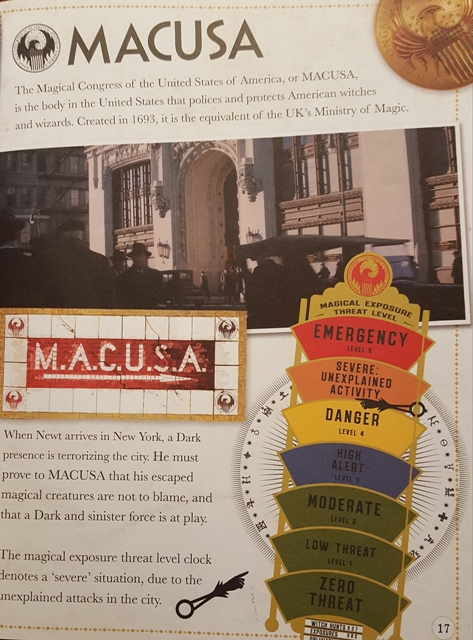 MACUSA
The Magical Congress of the United States of America, or MACUSA,
is the body in the United States that polices and protects American witches
and wizards. Created in 1693, it is the equivalent of the UK's Ministry of Magic.
MAGICAL EXPOSURE
THREAT LEVEL
EMERGENCY
LEVEL 6
SEVERE:
UNEXPLAINED
ACTIVITY
DANGER
LEVEL 4
HIGH
ALERT
LEVEL 3
MODERATE
LEVEL 2
LOW THREAT
LEVEL 1
ZERO
THREAT
WITCH HUNTS
M.A.C.U.S.A.
When Newt arrives in New York, a Dark
presence is terrorizing the city. He must
prove to MACUSA that his escaped
magical creatures are not to blame, and
that a Dark and sinister force is at play.
The magical exposure threat level clock
denotes a 'severe' situation, due to the
unexplained attacks in the city.
17